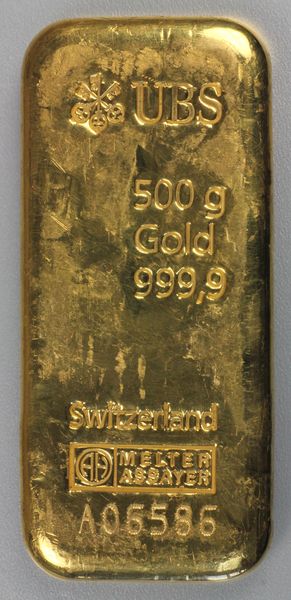 UBS
500 g
Gold
999,9
Switzerland
MELTER
ASSAYER
A06586